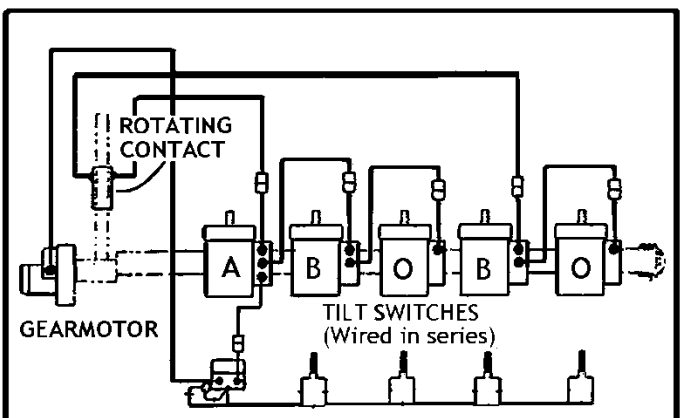 ROTATING
CONTACT
A
B
O
B
O
GEARMOTOR
TILT SWITCHES
(Wired in series)